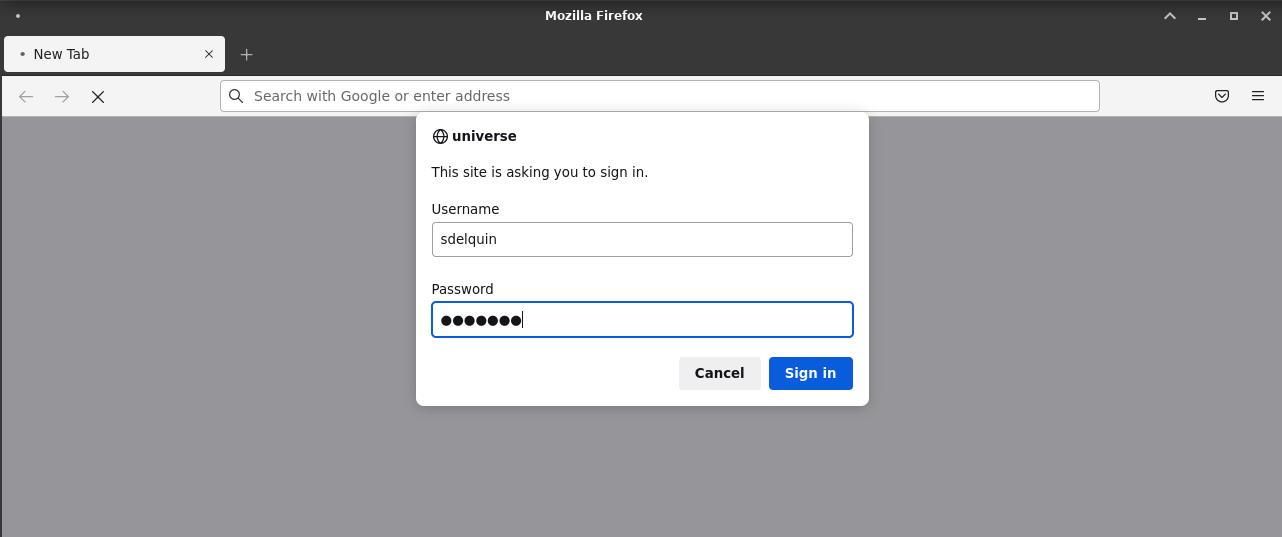 Mozilla Firefox
New Tab
Search with Google or enter address
universe
This site is asking you to sign in.
Username
sdelquin
Password
●●●●●●●
Cancel
Sign in